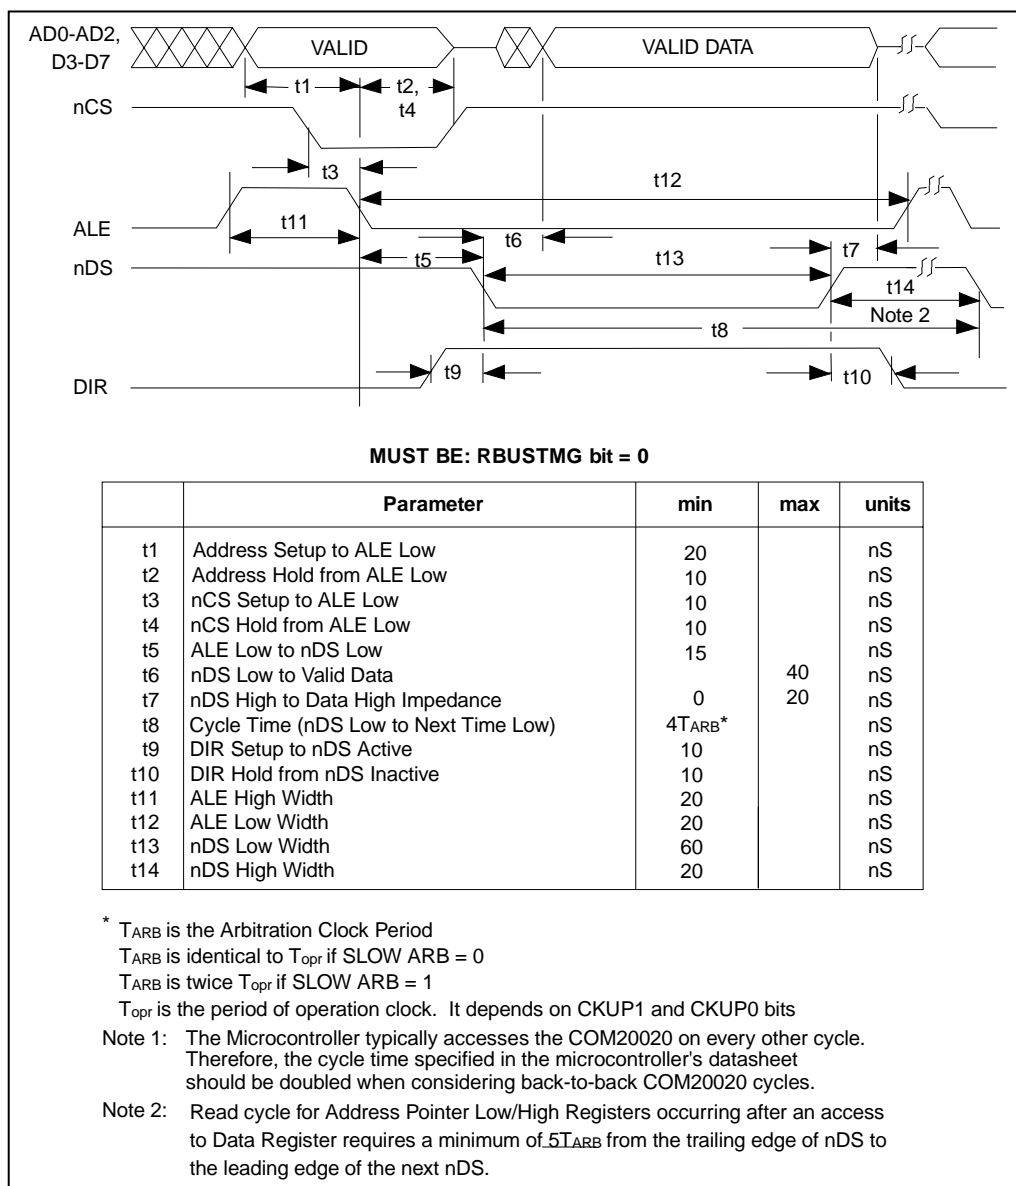 AD0-AD2,
D3-D7
VALID
VALID DATA
t1
t2,
t4
nCS
t3
t12
ALE
t11
t6
t7
nDS
t5
t13
t14
Note 2
t8
DIR
t9
t10
MUST BE: RBUSTMG bit = 0
Parameter min max units
t1 Address Setup to ALE Low 20 nS
t2 Address Hold from ALE Low 10 nS
t3 nCS Setup to ALE Low 10 nS
t4 nCS Hold from ALE Low 10 nS
t5 ALE Low to nDS Low 15 nS
t6 nDS Low to Valid Data 40 nS
t7 nDS High to Data High Impedance 0 20 nS
t8 Cycle Time (nDS Low to Next Time Low) 4TARB* nS
t9 DIR Setup to nDS Active 10 nS
t10 DIR Hold from nDS Inactive 10 nS
t11 ALE High Width 20 nS
t12 ALE Low Width 20 nS
t13 nDS Low Width 60 nS
t14 nDS High Width 20 nS
* TARB is the Arbitration Clock Period
TARB is identical to Topr if SLOW ARB = 0
TARB is twice Topr if SLOW ARB = 1
Topr is the period of operation clock. It depends on CKUP1 and CKUP0 bits
Note 1: The Microcontroller typically accesses the COM20020 on every other cycle.
Therefore, the cycle time specified in the microcontroller's datasheet
should be doubled when considering back-to-back COM20020 cycles.
Note 2: Read cycle for Address Pointer Low/High Registers occurring after an access
to Data Register requires a minimum of 5TARB from the trailing edge of nDS to
the leading edge of the next nDS.